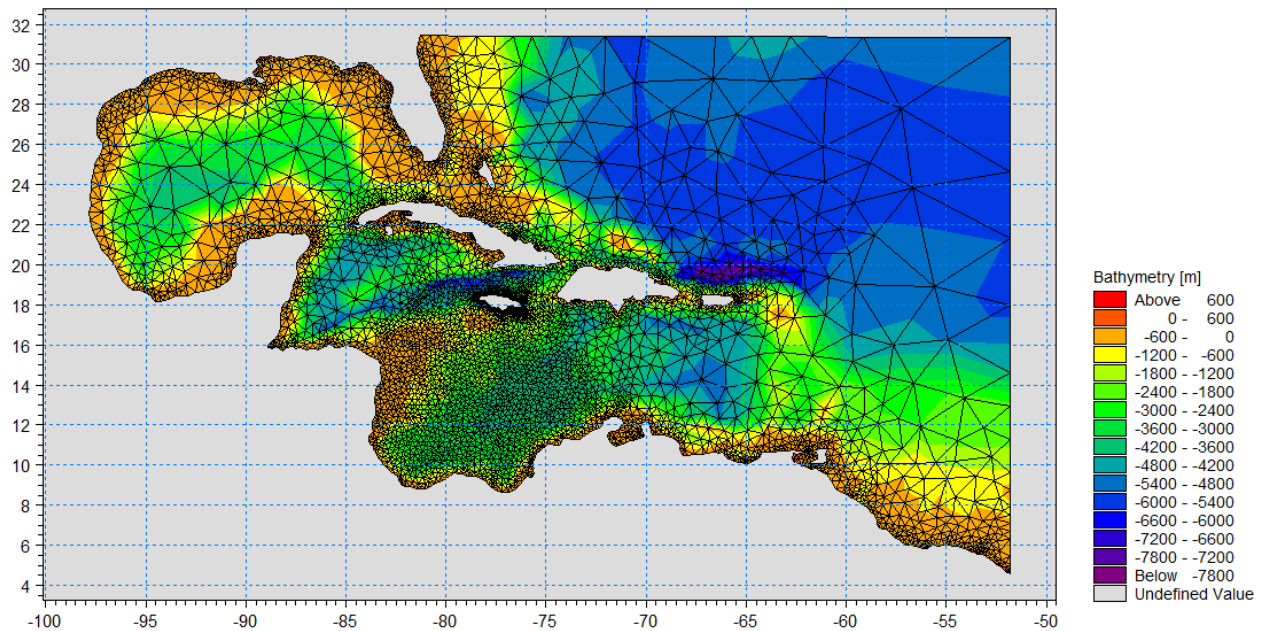 32
30
28
26
24
22
20
18
16
14
12
10
8
6
4
-100
-95
-90
-85
-80
-75
-70
-65
-60
-55
-50
Bathymetry [m]
Above 600
0 - 600
-600 - 0
-1200 - -600
-1800 - -1200
-2400 - -1800
-3000 - -2400
-3600 - -3000
-4200 - -3600
-4800 - -4200
-5400 - -4800
-6000 - -5400
-6600 - -6000
-7200 - -6600
-7800 - -7200
Below -7800
Undefined Value